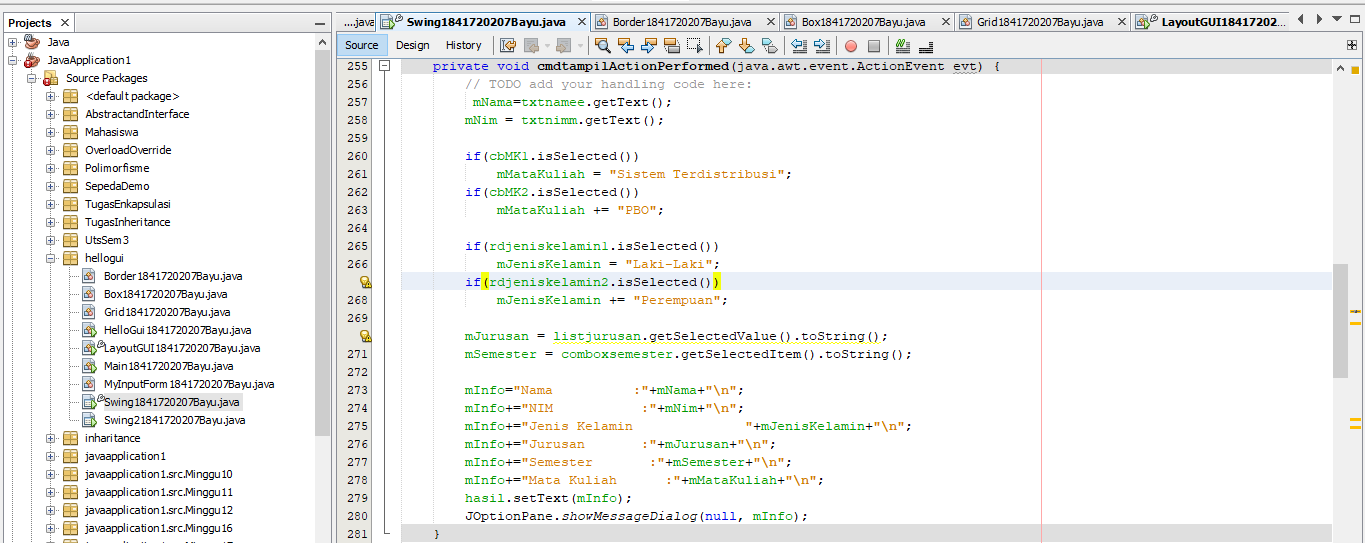 Projects
Java
JavaApplication1
Source Packages
<default package>
AbstractandInterface
Mahasiswa
OverloadOverride
Polimorfisme
SepedaDemo
TugasEnkapsulasi
TugasInheritance
UtsSem3
hellogui
Border1841720207Bayu.java
Box1841720207Bayu.java
Grid1841720207Bayu.java
HelloGui1841720207Bayu.java
LayoutGUI1841720207Bayu.java
Main1841720207Bayu.java
MyInputForm1841720207Bayu.java
Swing1841720207Bayu.java
Swing21841720207Bayu.java
inharitance
javaapplication1
javaapplication1.src.Minggu10
javaapplication1.src.Minggu11
javaapplication1.src.Minggu12
javaapplication1.src.Minggu16
....java Swing1841720207Bayu.java Border1841720207Bayu.java Box1841720207Bayu.java Grid1841720207Bayu.java LayoutGUI18417202...
Source Design History
255 private void cmdtampilActionPerformed(java.awt.event.ActionEvent evt) {
256 // TODO add your handling code here:
257 mNama=txtnamee.getText();
258 mNim = txtnimm.getText();
259
260 if(cbMK1.isSelected())
261 mMataKuliah = "Sistem Terdistribusi";
262 if(cbMK2.isSelected())
263 mMataKuliah += "PBO";
264
265 if(rdjeniskelamin1.isSelected())
266 mJenisKelamin = "Laki-Laki";
if(rdjeniskelamin2.isSelected())
268 mJenisKelamin += "Perempuan";
269
mJurusan = listjurusan.getSelectedValue().toString();
271 mSemester = comboxsemester.getSelectedItem().toString();
272
273 mInfo="Nama :"+mNama+"\n";
274 mInfo+="NIM :"+mNim+"\n";
275 mInfo+="Jenis Kelamin "+mJenisKelamin+"\n";
276 mInfo+="Jurusan :"+mJurusan+"\n";
277 mInfo+="Semester :"+mSemester+"\n";
278 mInfo+="Mata Kuliah :"+mMataKuliah+"\n";
279 hasil.setText(mInfo);
280 JOptionPane.showMessageDialog(null, mInfo);
281 }